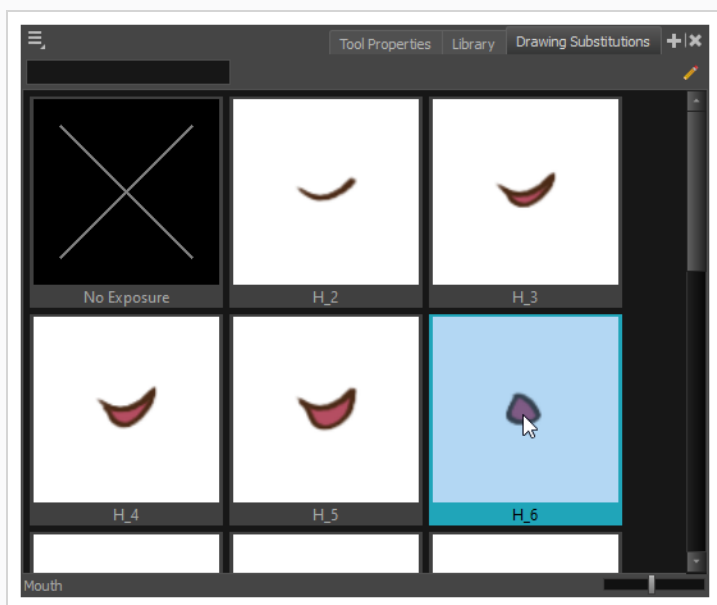 Tool Properties Library Drawing Substitutions
No Exposure H_2 H_3
H_4 H_5 H_6
Mouth